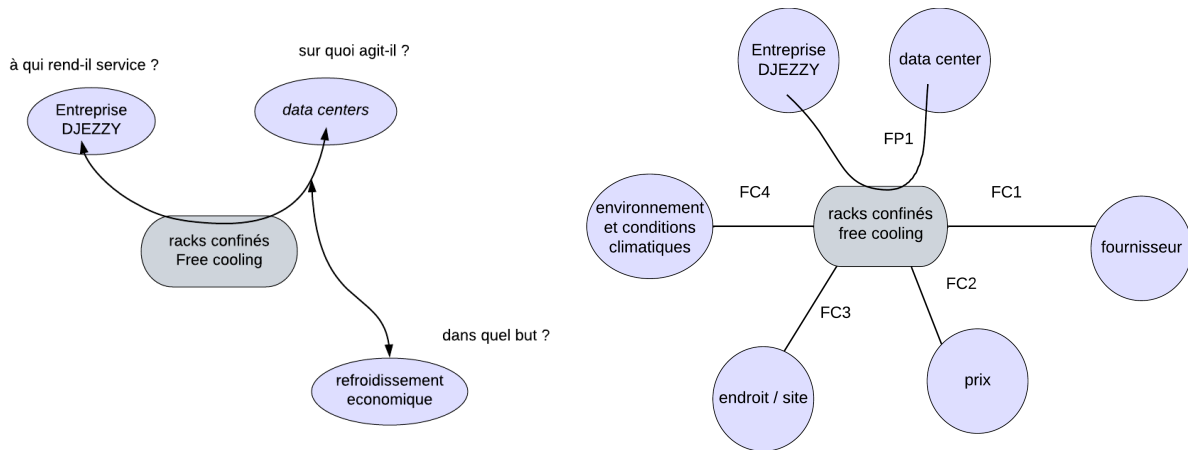 à qui rend-il service ?
sur quoi agit-il ?
Entreprise
DJEZZY
data centers
racks confinés
Free cooling
dans quel but ?
refroidissement
economique
Entreprise
DJEZZY
data center
FP1
FC4
FC1
environnement
et conditions
climatiques
racks confinés
free cooling
fournisseur
FC2
FC3
endroit / site
prix